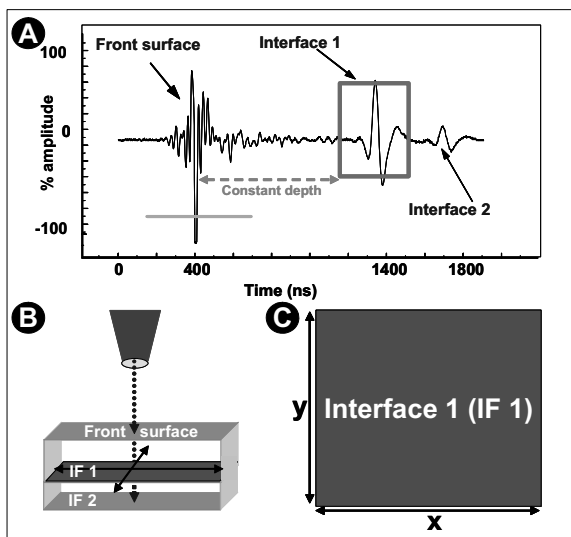 A
Front surface
Interface 1
100
0
-100
% amplitude
Constant depth
Interface 2
0 400 1400 1800
Time (ns)
B
Front surface
IF 1
IF 2
C
y
Interface 1 (IF 1)
x